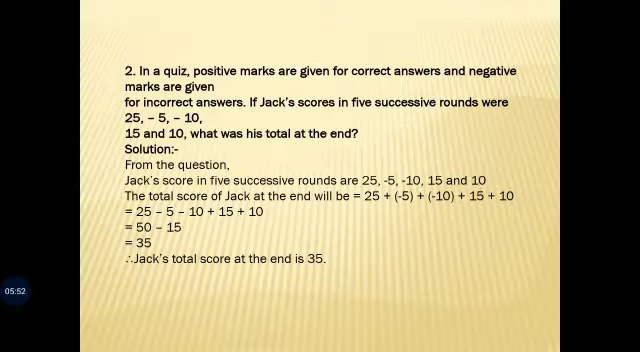 2. In a quiz, positive marks are given for correct answers and negative
marks are given
for incorrect answers. If Jack's scores in five successive rounds were
25, – 5, – 10,
15 and 10, what was his total at the end?
Solution:-
From the question,
Jack's score in five successive rounds are 25, -5, -10, 15 and 10
The total score of Jack at the end will be = 25 + (-5) + (-10) + 15 + 10
= 25 – 5 – 10 + 15 + 10
= 50 – 15
= 35
∴Jack's total score at the end is 35.
05:52